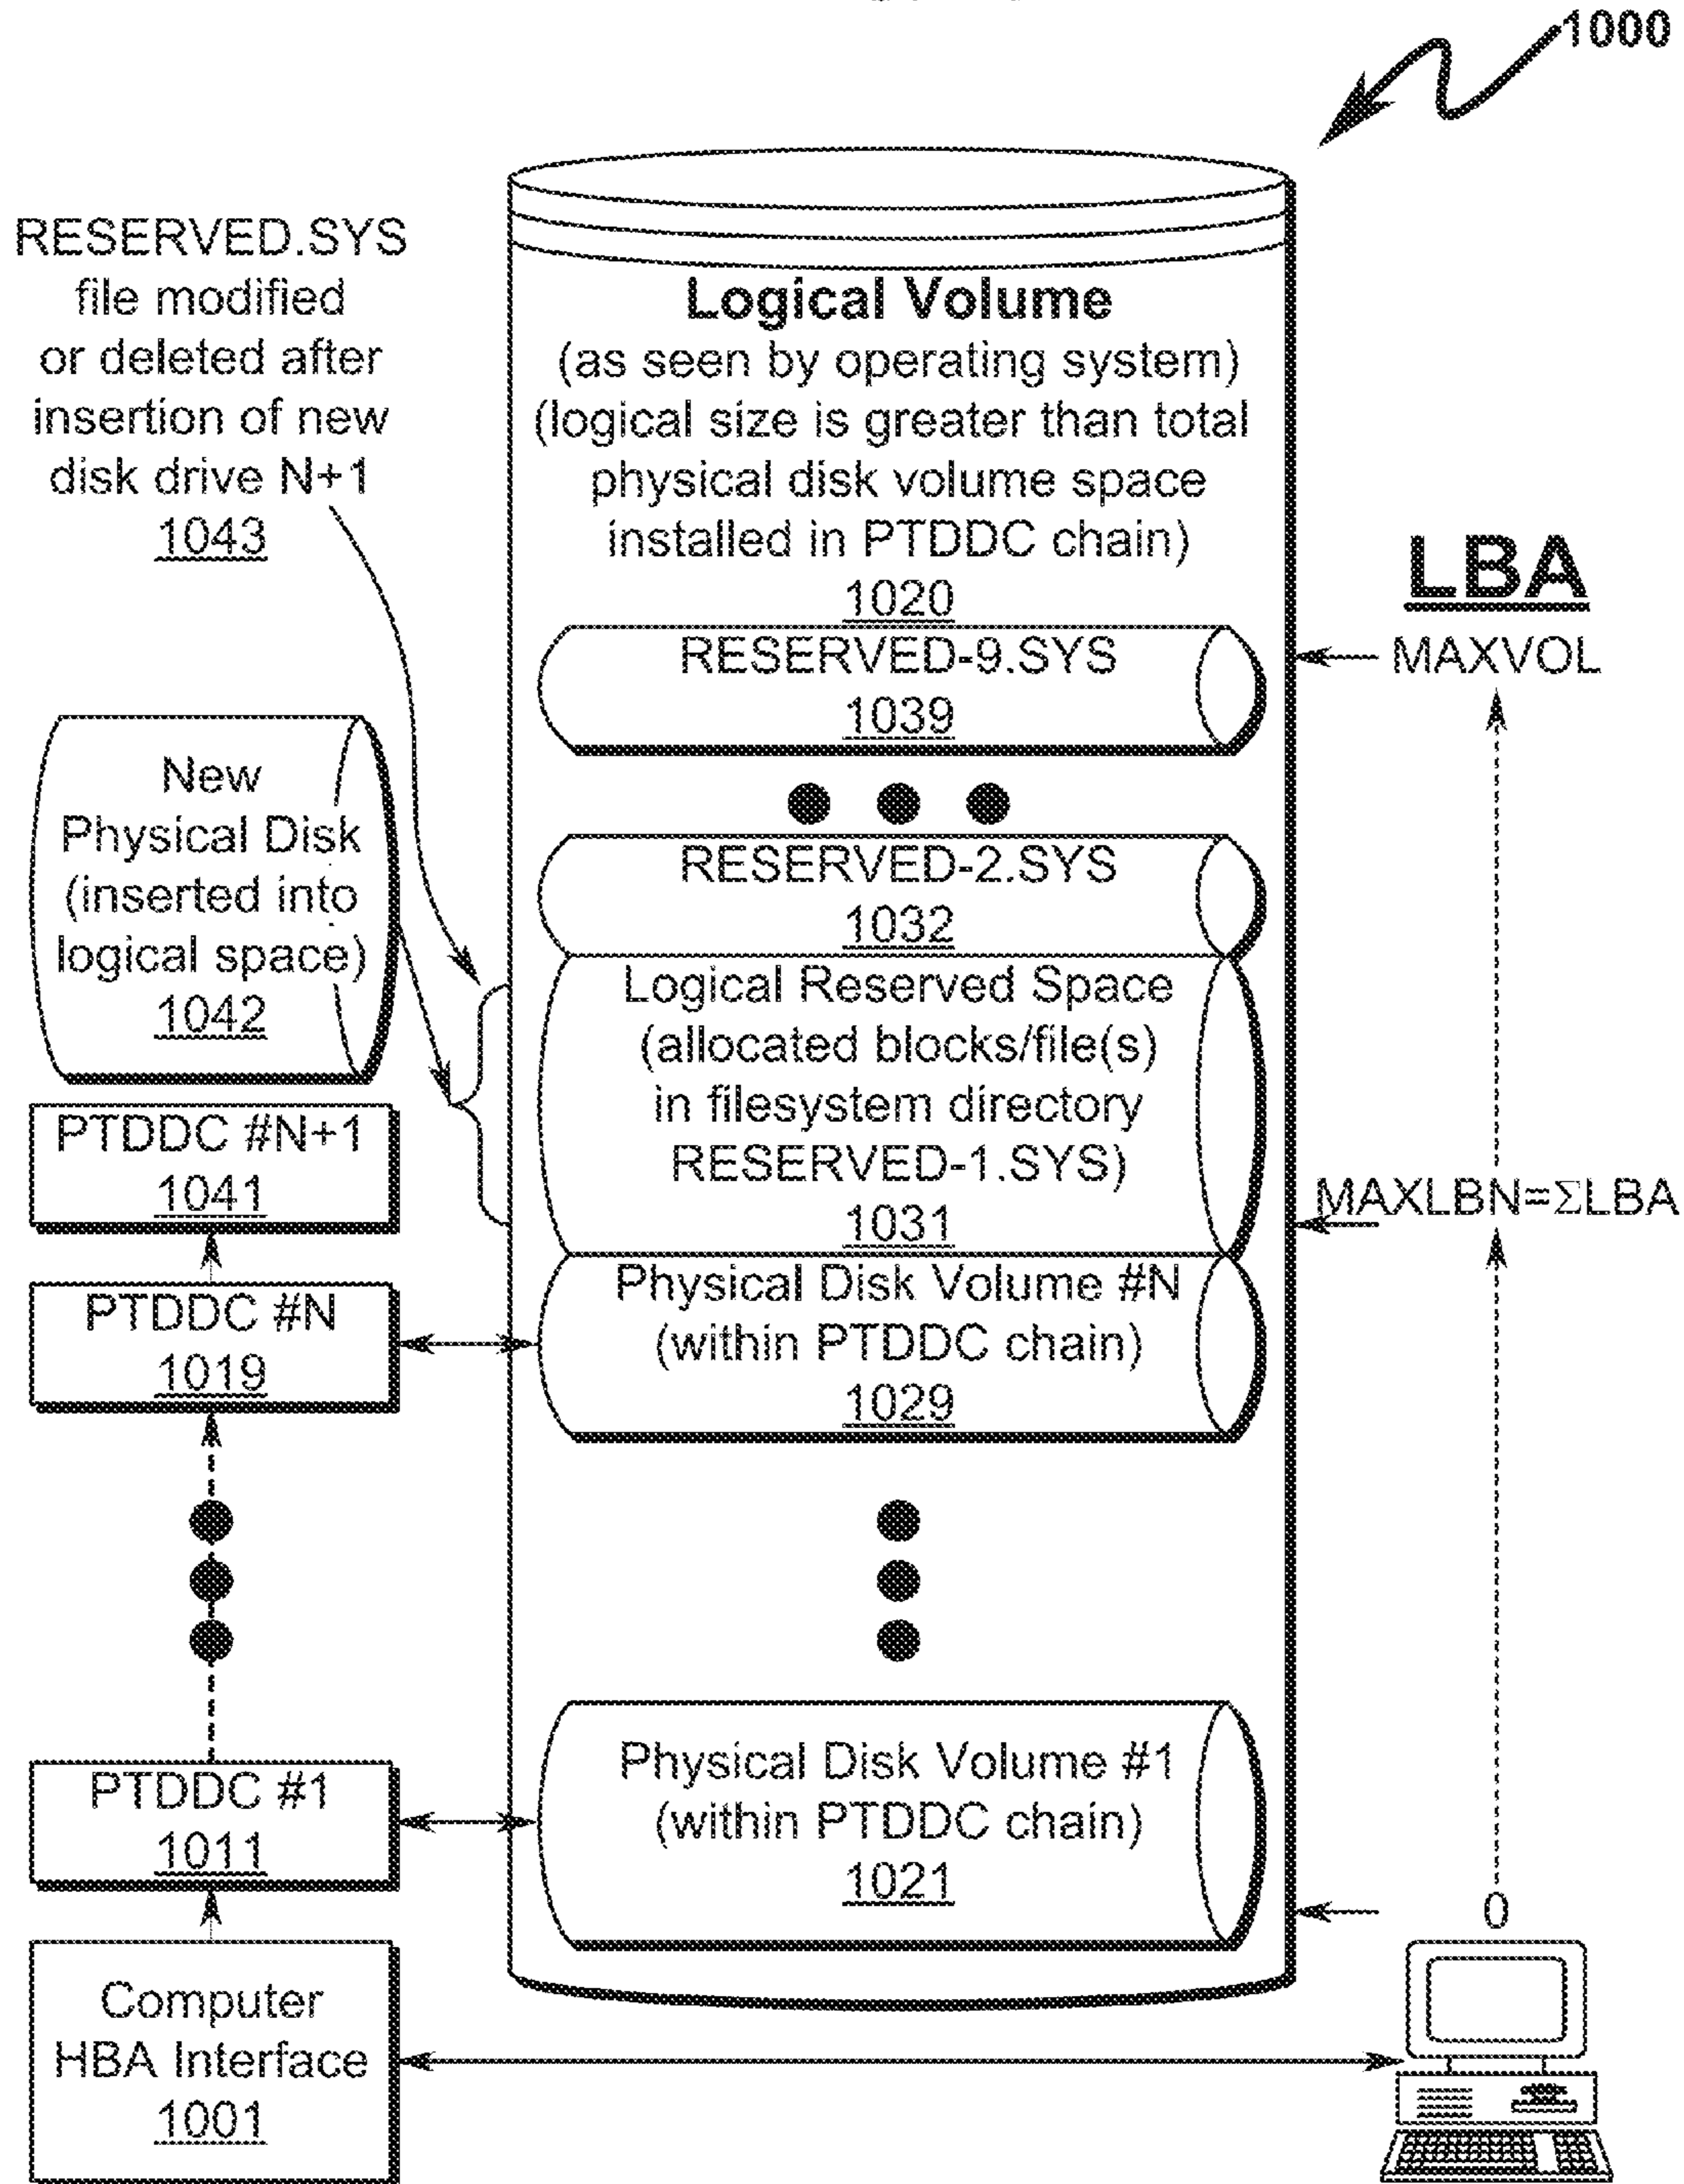 1000
RESERVED.SYS
file modified
or deleted after
insertion of new
disk drive N+1
1043
Logical Volume
(as seen by operating system)
(logical size is greater than total
physical disk volume space
installed in PTDDC chain)
1020
LBA
RESERVED-9.SYS
1039
MAXVOL
New
Physical Disk
(inserted into
logical space)
1042
RESERVED-2.SYS
1032
Logical Reserved Space
(allocated blocks/file(s)
in filesystem directory
RESERVED-1.SYS)
1031
PTDDC #N+1
1041
MAXLBN=ΣLBA
PTDDC #N
1019
Physical Disk Volume #N
(within PTDDC chain)
1029
PTDDC #1
1011
Physical Disk Volume #1
(within PTDDC chain)
1021
0
Computer
HBA Interface
1001